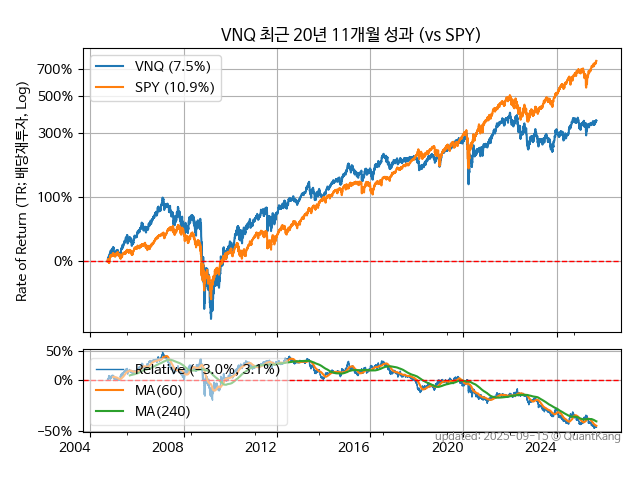 VNQ 최근 20년 11개월 성과 (vs SPY)
Rate of Return (TR: 배당재투자, Log)
700%
500%
300%
100%
0%
VNQ (7.5%)
SPY (10.9%)
50%
0%
−50%
Relative (−3.0%, 3.1%)
MA(60)
MA(240)
2004
2008
2012
2016
2020
2024
updated: 2025-09-15 © QuantKang